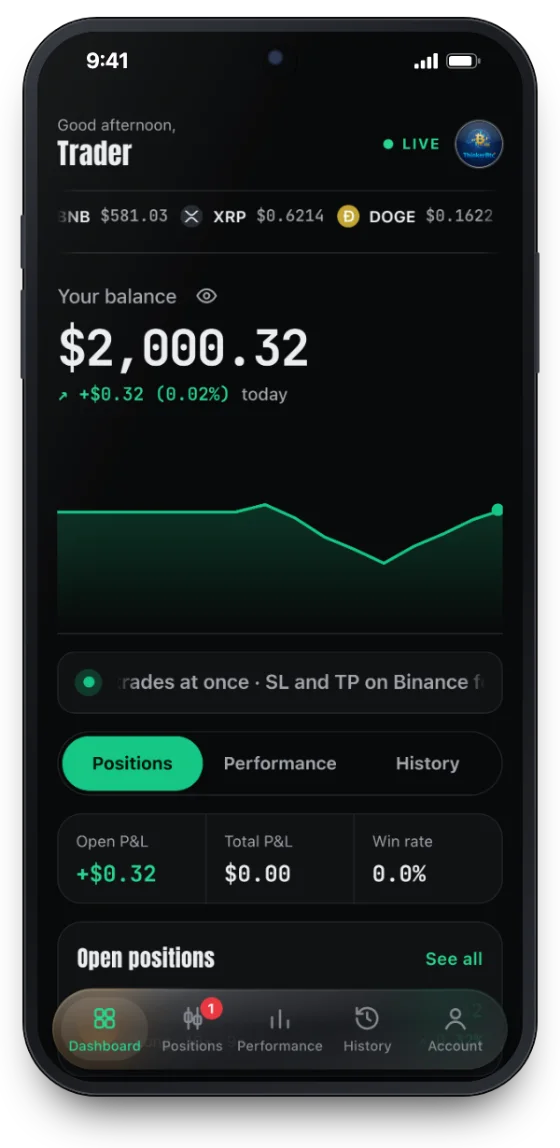 9:41
Good afternoon,
Trader
LIVE
BNB $581.03 XRP $0.6214 DOGE $0.1622
Your balance
$2,000.32
+$0.32 (0.02%) today
rades at once · SL and TP on Binance f
Positions Performance History
Open P&L Total P&L Win rate
+$0.32 $0.00 0.0%
Open positions See all
1
Dashboard Positions Performance History Account